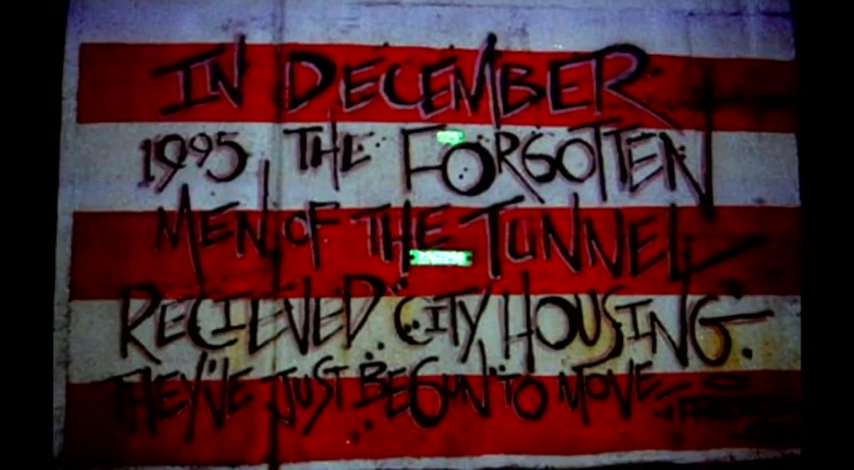 IN DECEMBER
1995, THE FORGOTTEN
MEN OF THE TUNNEL
RECIEVED CITY HOUSING.
THEY'VE JUST BEGUN TO MOVE...